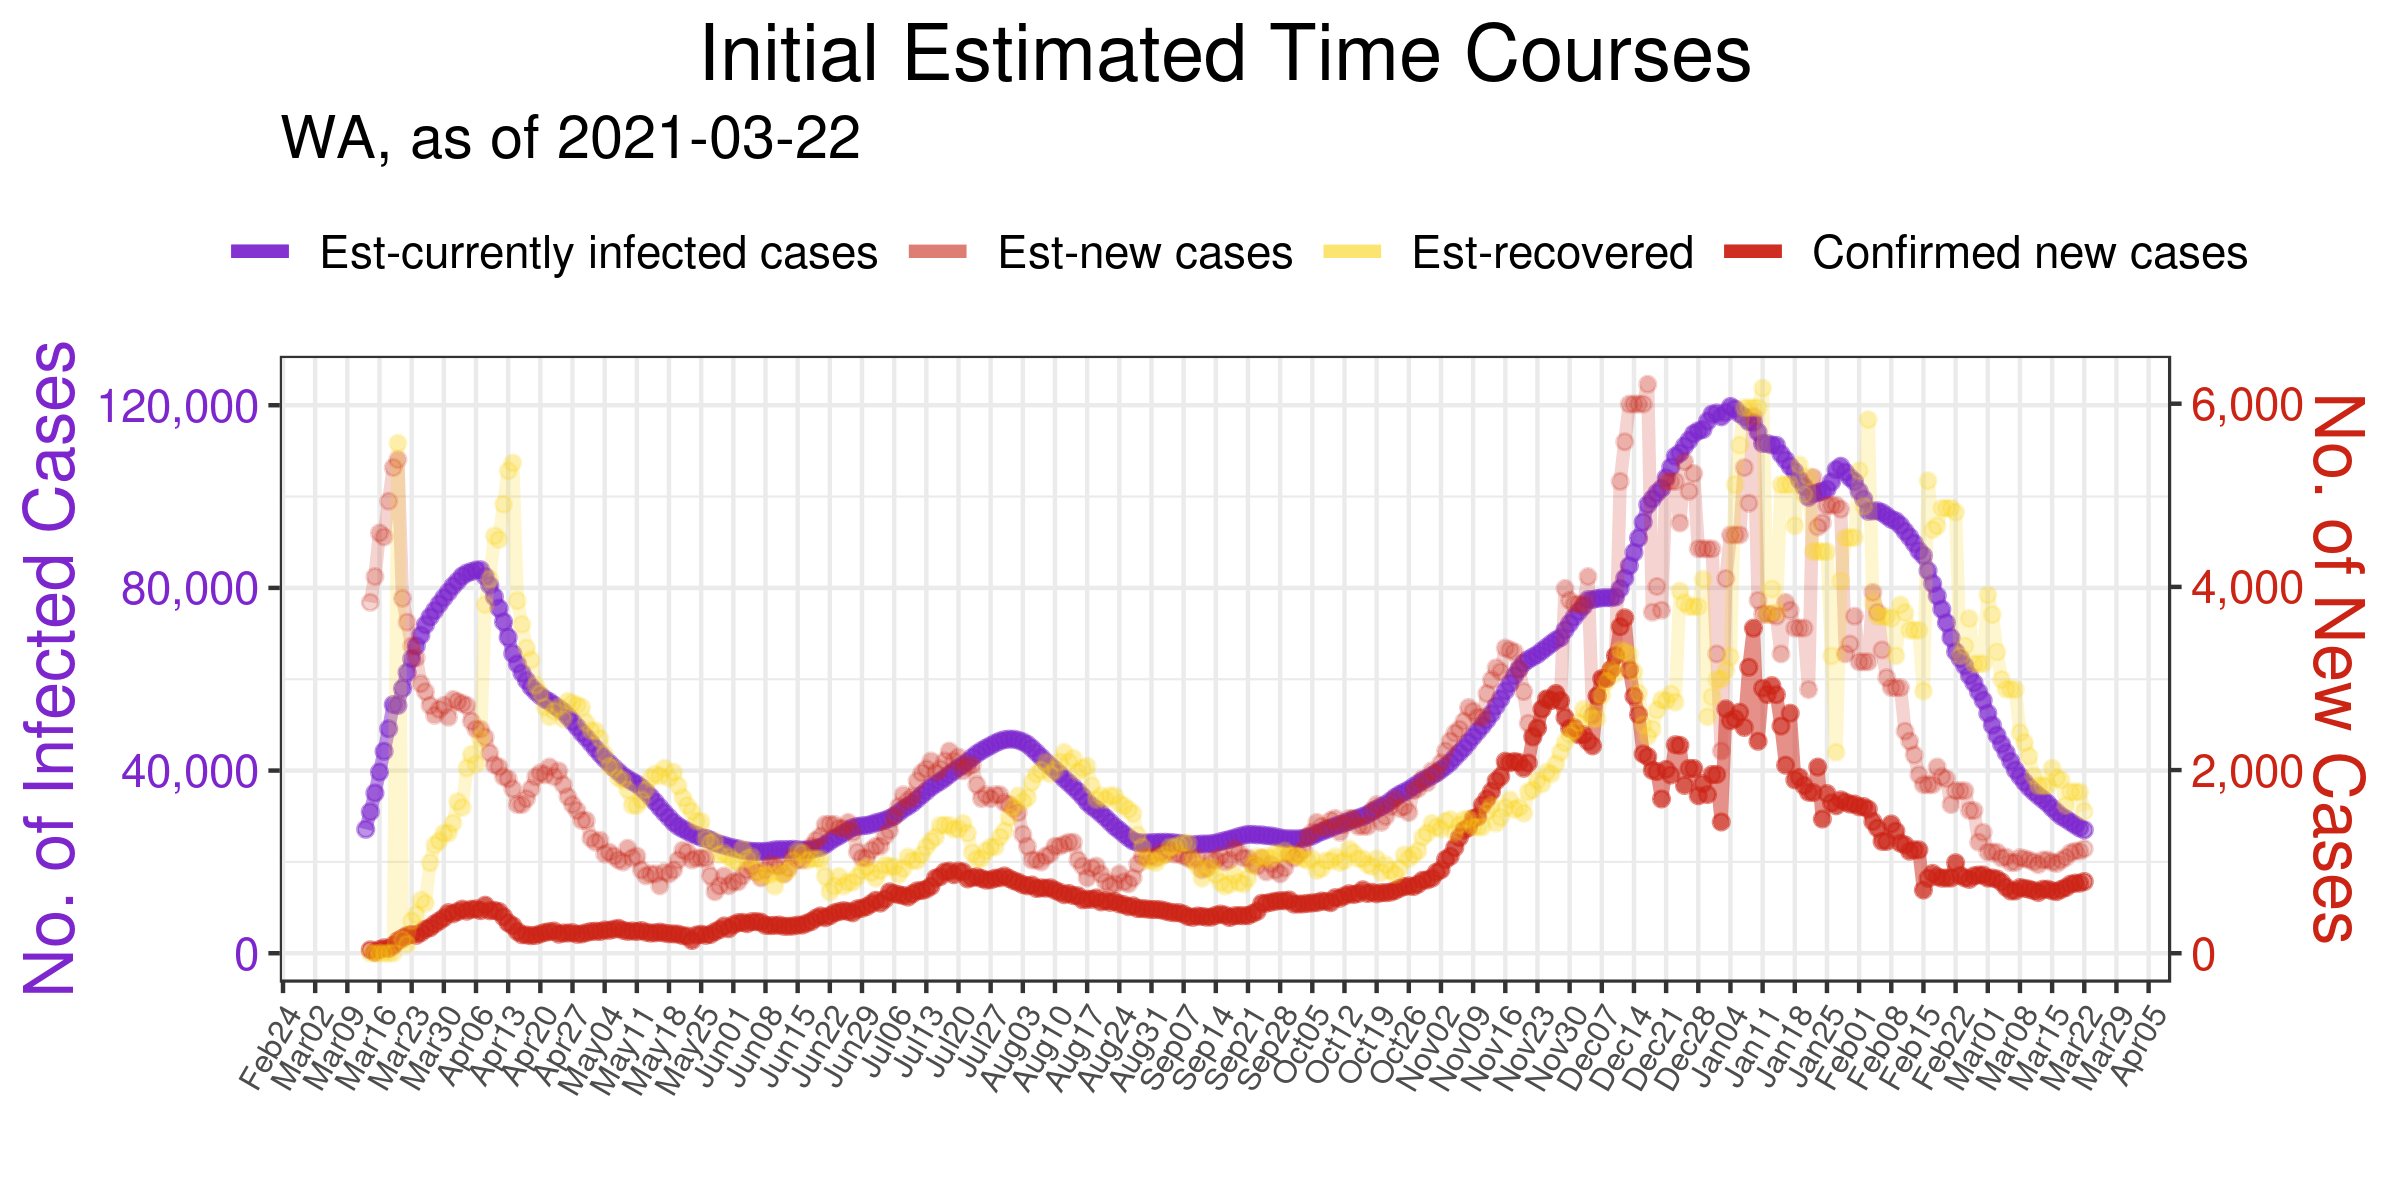 Initial Estimated Time Courses
WA, as of 2021-03-22
Est-currently infected cases
Est-new cases
Est-recovered
Confirmed new cases
No. of Infected Cases
120,000
80,000
40,000
0
6,000
4,000
2,000
0
No. of New Cases
Feb24
Mar02
Mar09
Mar16
Mar23
Mar30
Apr06
Apr13
Apr20
Apr27
May04
May11
May18
May25
Jun01
Jun08
Jun15
Jun22
Jun29
Jul06
Jul13
Jul20
Jul27
Aug03
Aug10
Aug17
Aug24
Aug31
Sep07
Sep14
Sep21
Sep28
Oct05
Oct12
Oct19
Oct26
Nov02
Nov09
Nov16
Nov23
Nov30
Dec07
Dec14
Dec21
Dec28
Jan04
Jan11
Jan18
Jan25
Feb01
Feb08
Feb15
Feb22
Mar01
Mar08
Mar15
Mar22
Mar29
Apr05